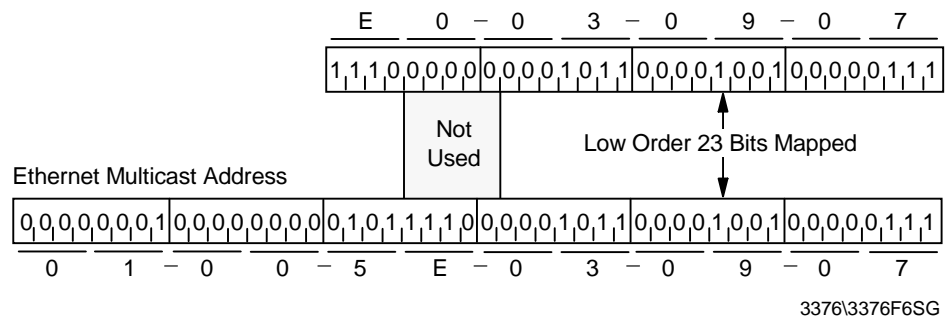 E 0 – 0 3 – 0 9 – 0 7
1 1 1 0 0 0 0 0 0 0 0 0 1 0 1 1 0 0 0 0 1 0 0 1 0 0 0 0 0 1 1 1
Not
Used
Low Order 23 Bits Mapped
Ethernet Multicast Address
0 0 0 0 0 0 0 1 0 0 0 0 0 0 0 0 0 1 0 1 1 1 1 0 0 0 0 0 1 0 1 1 0 0 0 0 1 0 0 1 0 0 0 0 0 1 1 1
0 1 – 0 0 – 5 E – 0 3 – 0 9 – 0 7
3376\3376F6SG